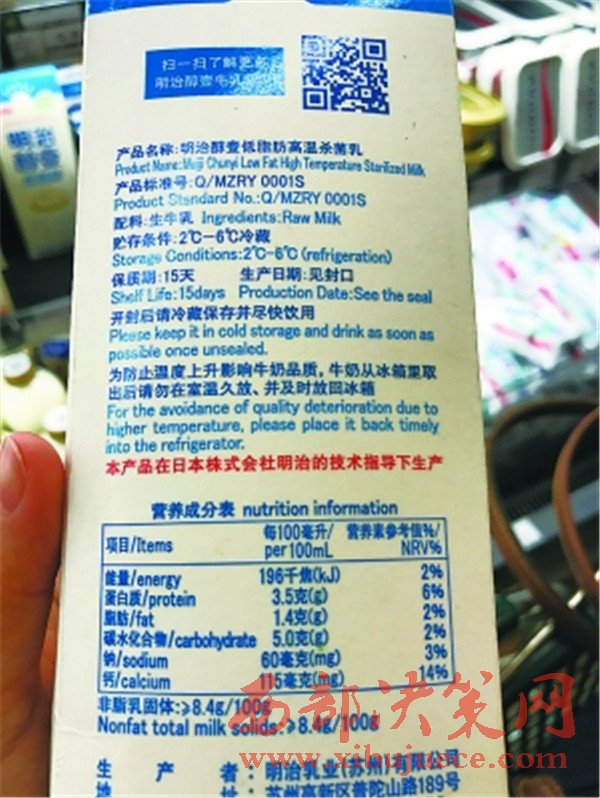 扫一扫了解更多
明治醇壹牛乳
产品名称:明治醇壹低脂肪高温杀菌乳
Product Name: Meiji Chunyi Low Fat High Temperature Starilized Milk
产品标准号:Q/MZRY 0001S
Product Standard No.:Q/MZRY 0001S
配料:生牛乳 Ingredients:Raw Milk
贮存条件:2℃-6℃冷藏
Storage Conditions:2℃-6℃ (refrigeration)
保质期:15天 生产日期:见封口
Shelf Life:15days Production Date:See the seal
开封后请冷藏保存并尽快饮用
Please keep it in cold storage and drink as soon as
possible once unsealed.
为防止温度上升影响牛奶品质,牛奶从冰箱里取
出后请勿在室温久放、并及时放回冰箱
For the avoidance of quality deterioration due to
higher temperature, please place it back timely
into the refrigerator.
本产品在日本株式会社明治的技术指导下生产
营养成分表 nutrition information
项目/Items 每100毫升/per 100mL 营养素参考值%/NRV%
能量/energy 196千焦(kJ) 2%
蛋白质/protein 3.5克(g) 6%
脂肪/fat 1.4克(g) 2%
碳水化合物/carbohydrate 5.0克(g) 2%
钠/sodium 60毫克(mg) 3%
钙/calcium 115毫克(mg) 14%
非脂乳固体:≥8.4g/100g
Nonfat total milk solids:≥8.4g/100g
西部决策网
www.xibujuece.com
生产者:明治乳业(苏州)有限公司
地址:苏州高新区普陀山路189号
明治
醇壹